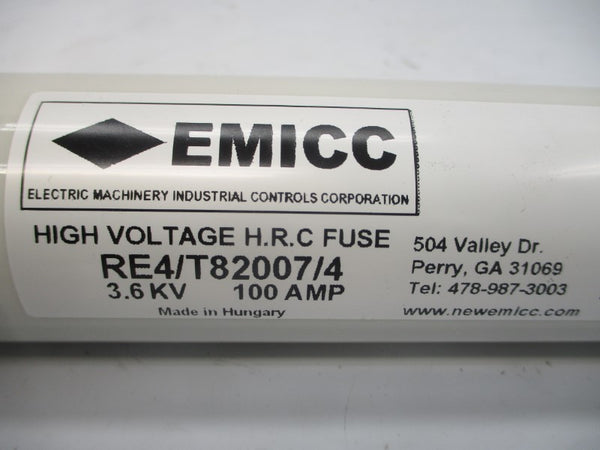 EMICC
ELECTRIC MACHINERY INDUSTRIAL CONTROLS CORPORATION
HIGH VOLTAGE H.R.C FUSE
RE4/T82007/4
3.6 KV 100 AMP
Made in Hungary
504 Valley Dr.
Perry, GA 31069
Tel: 478-987-3003
www.newemicc.com